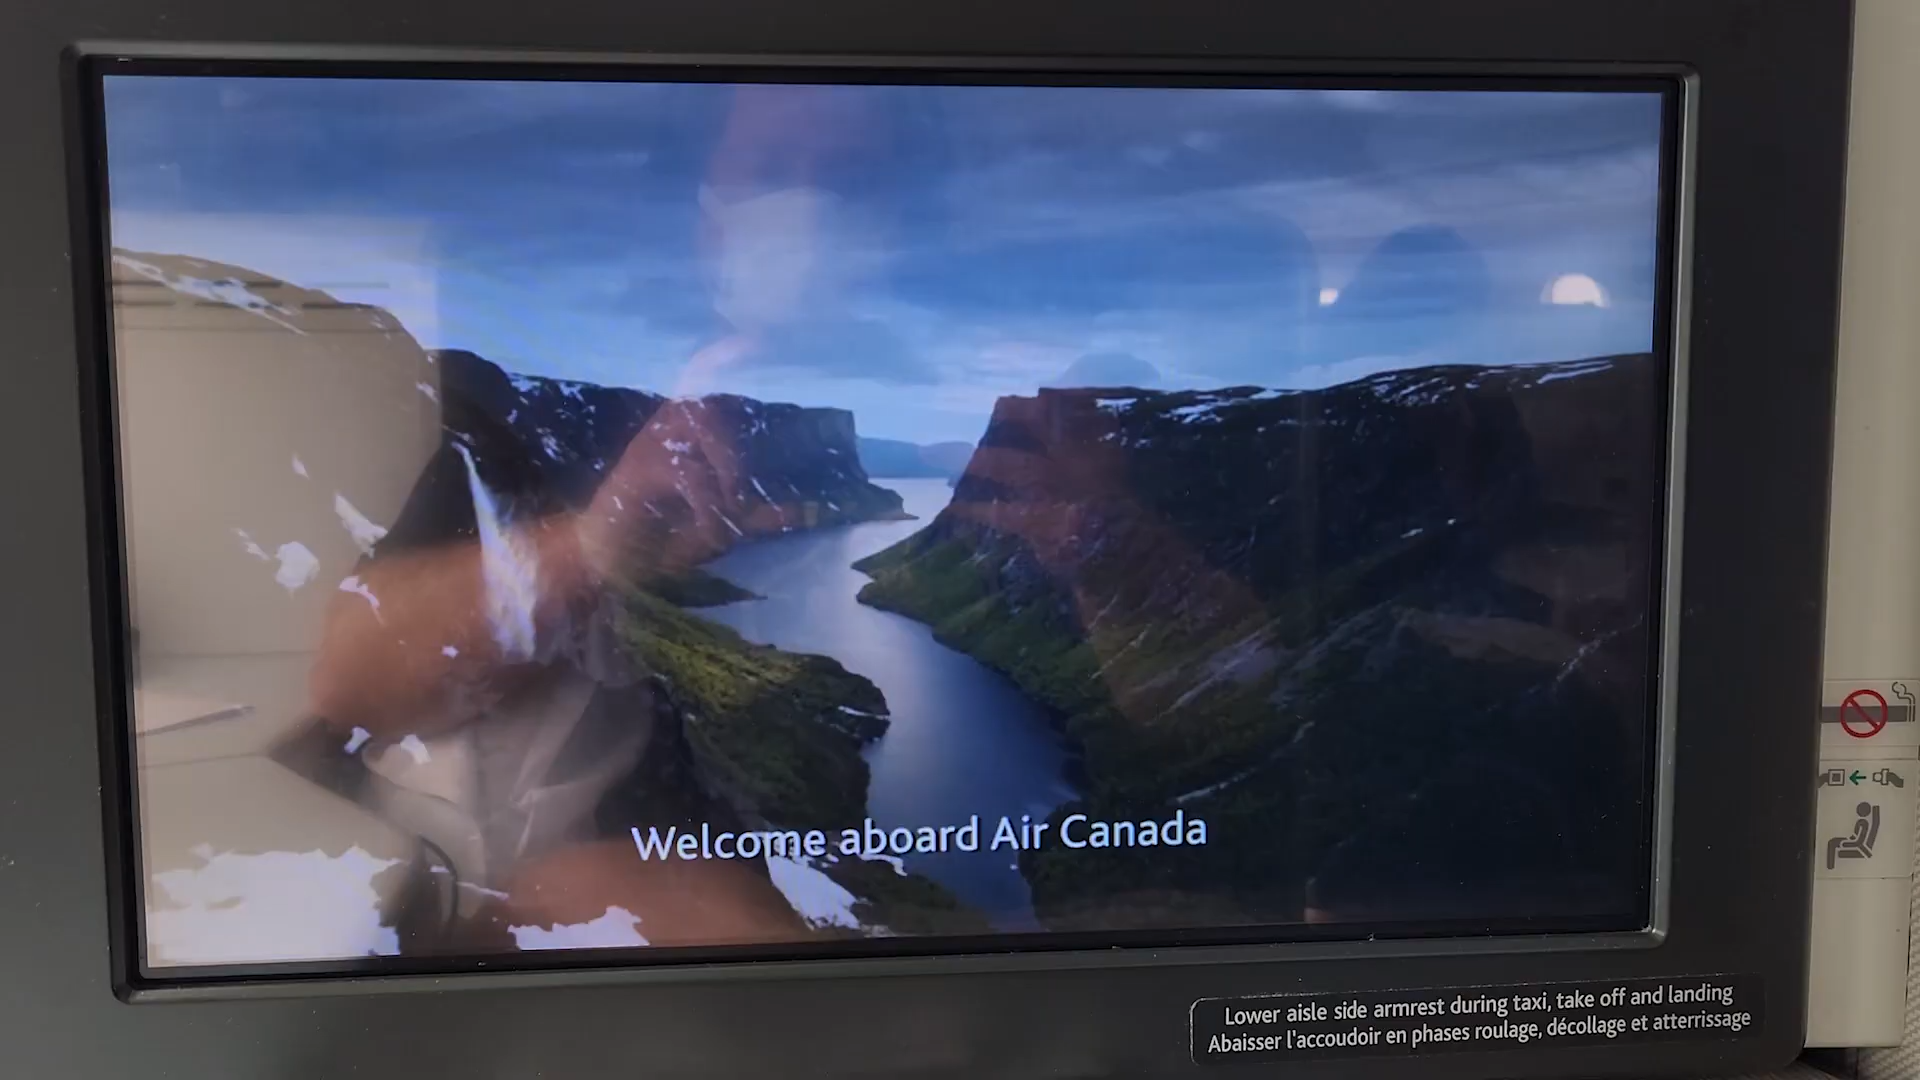 Welcome aboard Air Canada
Lower aisle side armrest during taxi, take off and landing
Abaisser l'accoudoir en phases roulage, décollage et atterrissage